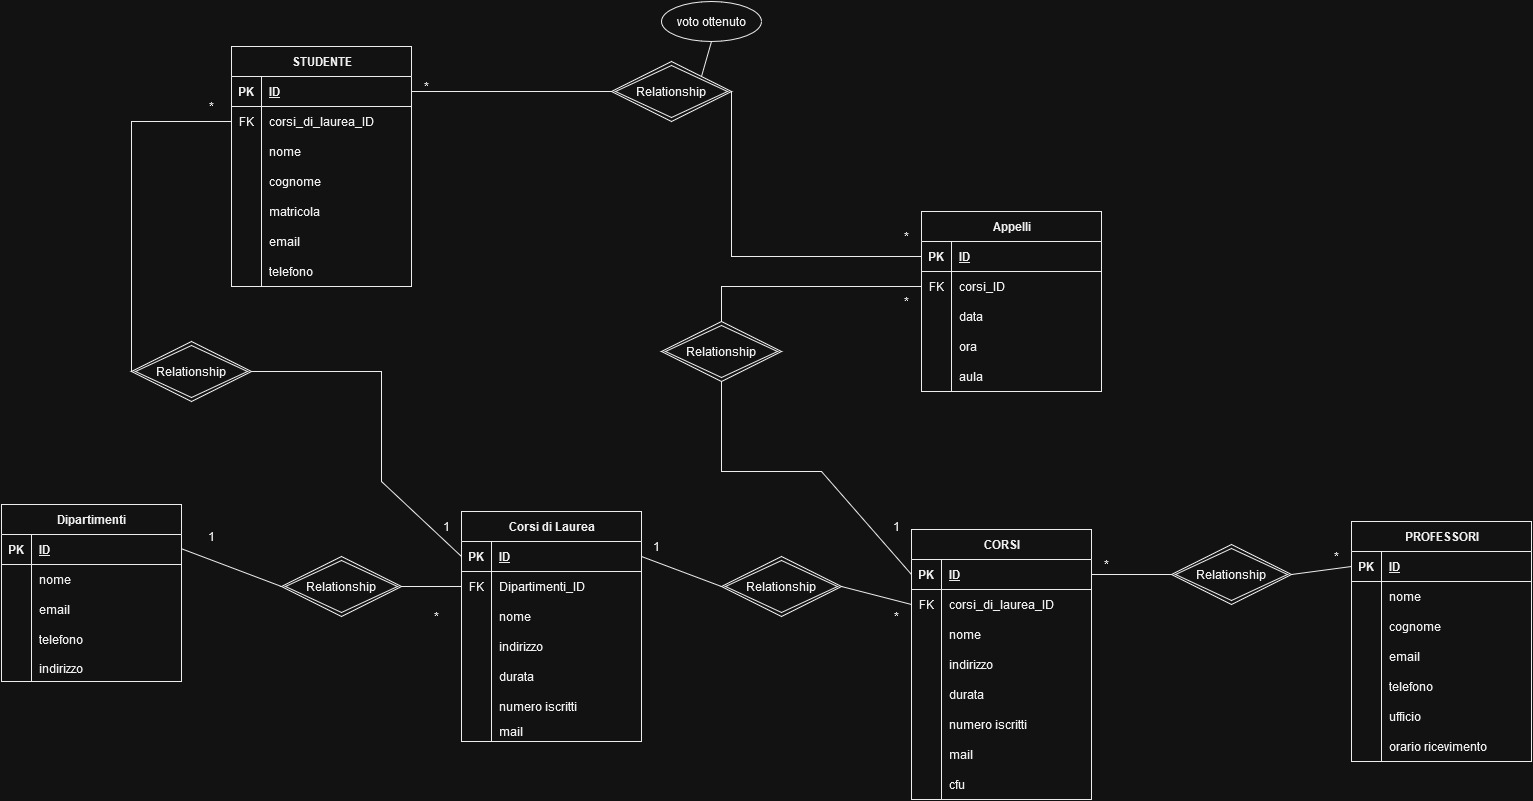 voto ottenuto
STUDENTE
PK ID
FK corsi_di_laurea_ID
nome
cognome
matricola
email
telefono
*
*
Relationship
Appelli
PK ID
FK corsi_ID
data
ora
aula
*
*
Relationship
Relationship
Dipartimenti
PK ID
nome
email
telefono
indirizzo
1
Relationship
*
1
Corsi di Laurea
PK ID
FK Dipartimenti_ID
nome
indirizzo
durata
numero iscritti
mail
1
Relationship
*
1
CORSI
PK ID
FK corsi_di_laurea_ID
nome
indirizzo
durata
numero iscritti
mail
cfu
*
Relationship
*
PROFESSORI
PK ID
nome
cognome
email
telefono
ufficio
orario ricevimento